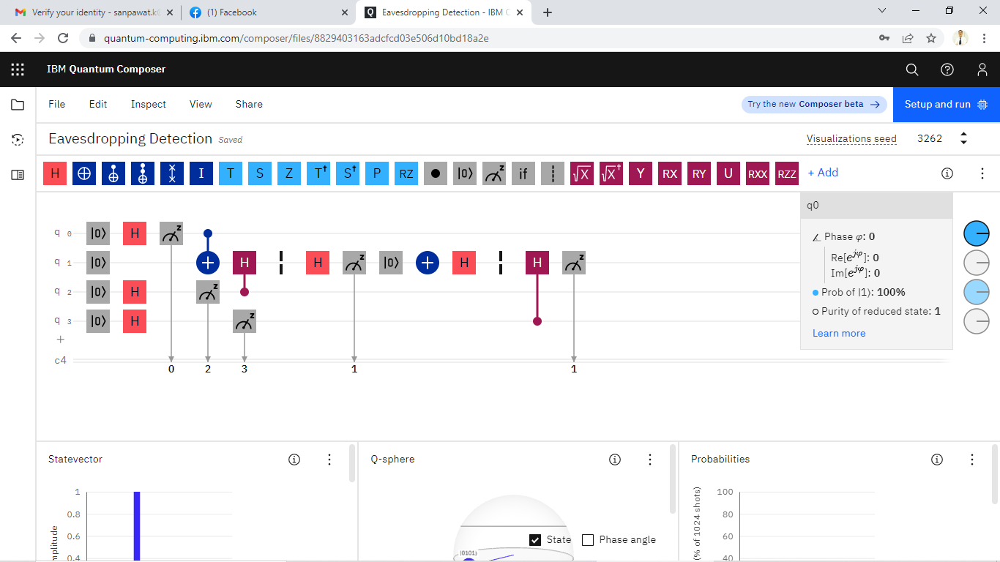 Verify your identity - sanpawat.k
(1) Facebook
Eavesdropping Detection - IBM
quantum-computing.ibm.com/composer/files/8829403163adcfcd03e506d10bd18a2e
IBM Quantum Composer
File Edit Inspect View Share
Try the new Composer beta →
Setup and run
Eavesdropping Detection Saved
Visualizations seed 3262
H I T S Z T† S† P RZ |0⟩ z if √X √X† Y RX RY U RXX RZZ + Add
q0
q 0 |0⟩ H z
Phase φ: 0
Re[e^jφ]: 0
q 1 |0⟩ H H z |0⟩ H H z
Im[e^jφ]: 0
q 2 |0⟩ H z
Prob of |1⟩: 100%
Purity of reduced state: 1
q 3 |0⟩ H z
+
Learn more
c4
0 2 3 1 1
Statevector
1
0.8
0.6
0.4
mplitude
Q-sphere
|0101⟩
State
Phase angle
Probabilities
100
80
60
40
(% of 1024 shots)